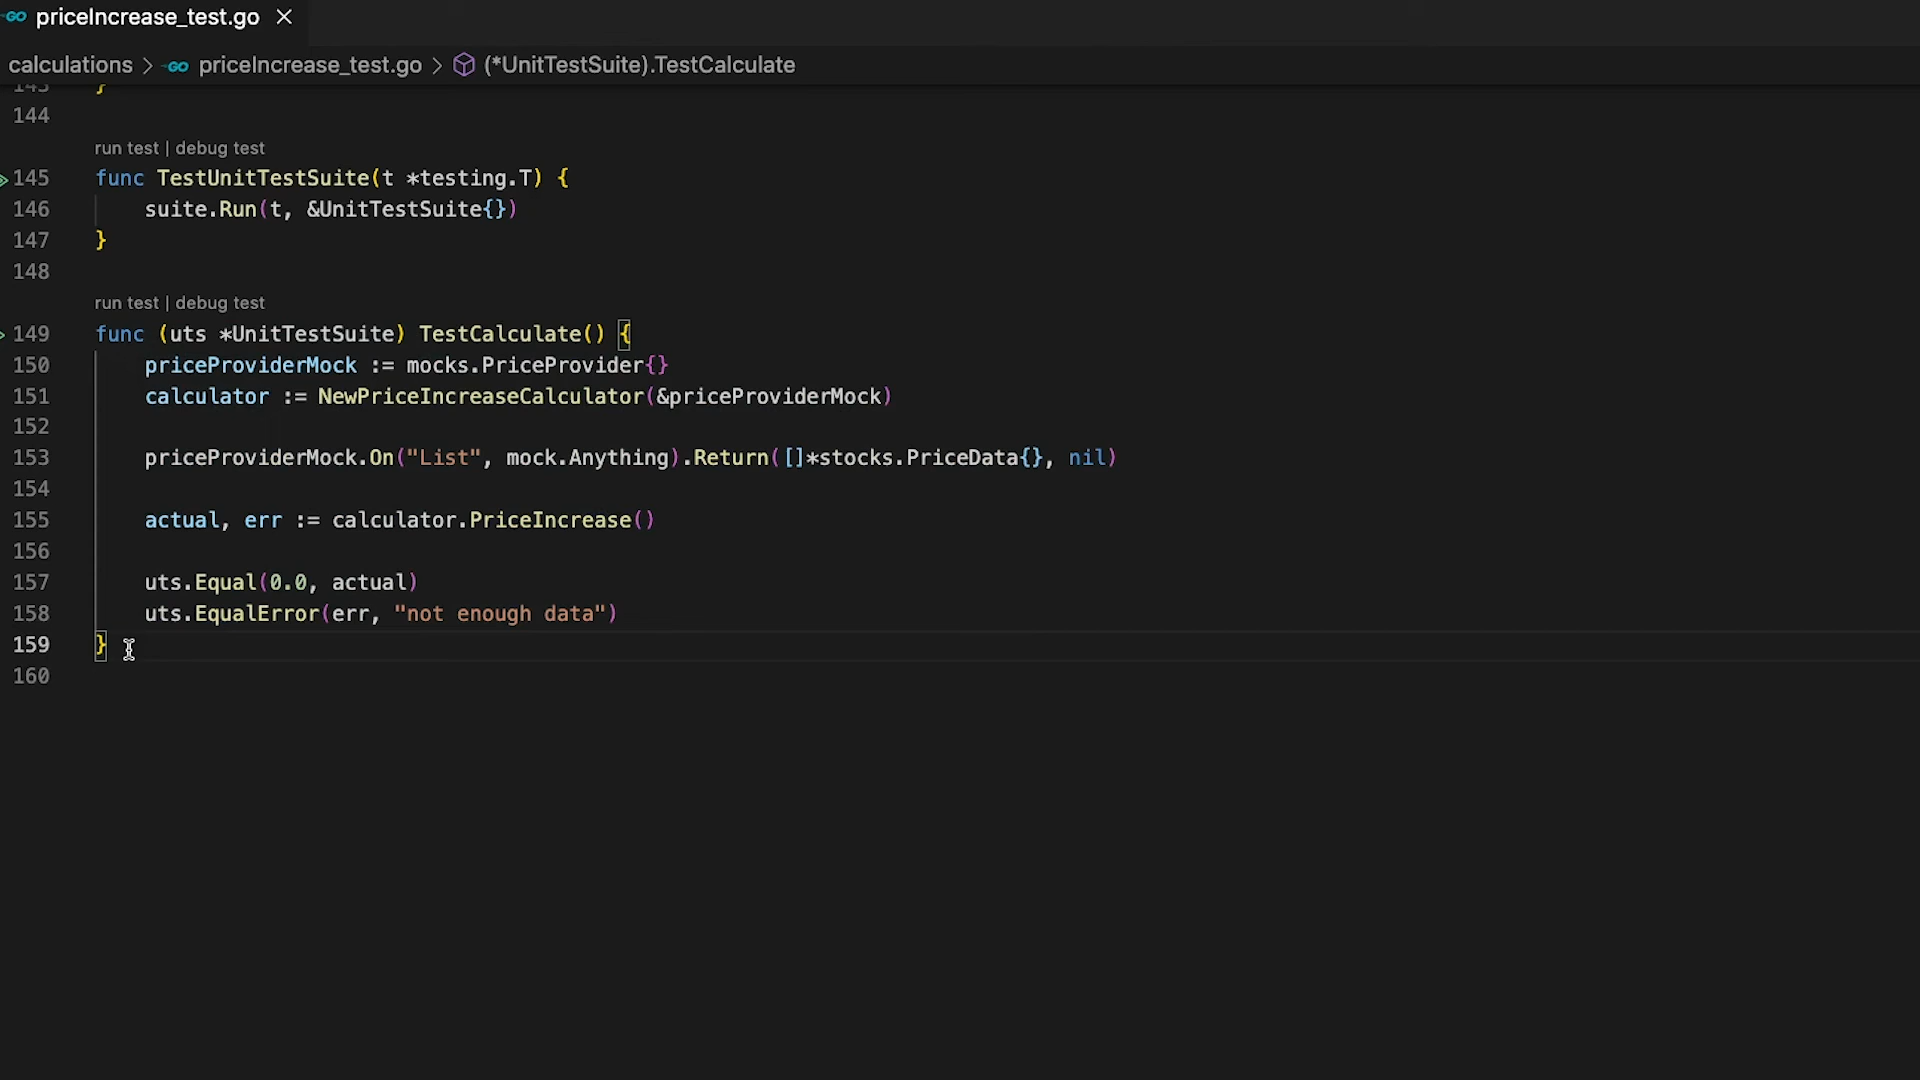 GO priceIncrease_test.go ×
calculations > GO priceIncrease_test.go > (*UnitTestSuite).TestCalculate
143 }
144
run test | debug test
145 func TestUnitTestSuite(t *testing.T) {
146 suite.Run(t, &UnitTestSuite{})
147 }
148
run test | debug test
149 func (uts *UnitTestSuite) TestCalculate() {
150 priceProviderMock := mocks.PriceProvider{}
151 calculator := NewPriceIncreaseCalculator(&priceProviderMock)
152
153 priceProviderMock.On("List", mock.Anything).Return([]*stocks.PriceData{}, nil)
154
155 actual, err := calculator.PriceIncrease()
156
157 uts.Equal(0.0, actual)
158 uts.EqualError(err, "not enough data")
159 }
160